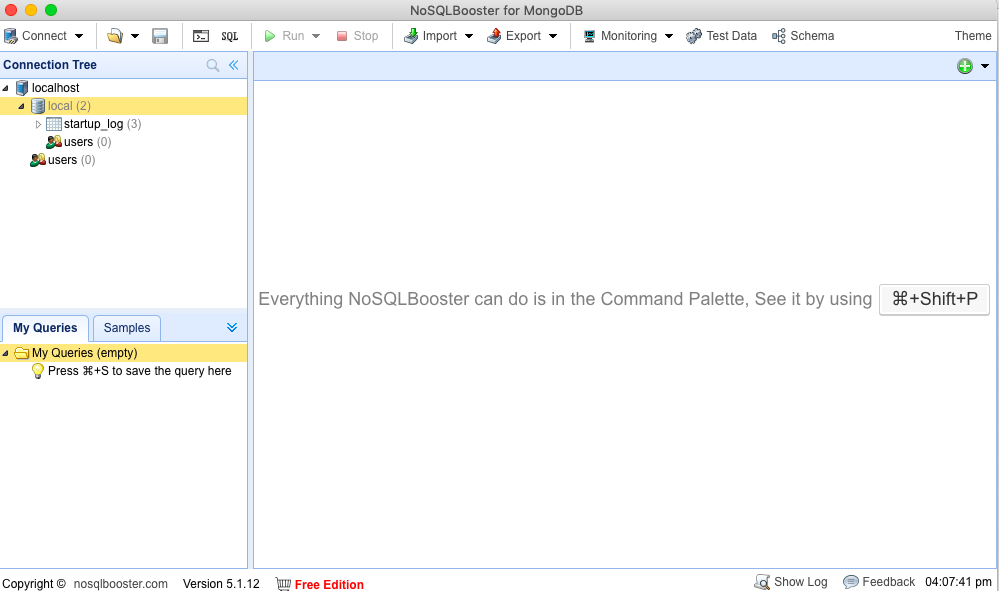 NoSQLBooster for MongoDB
Connect SQL Run Stop Import Export Monitoring Test Data Schema Theme
Connection Tree
localhost
local (2)
startup_log (3)
users (0)
users (0)
Everything NoSQLBooster can do is in the Command Palette, See it by using ⌘+Shift+P
My Queries Samples
My Queries (empty)
Press ⌘+S to save the query here
Copyright © nosqlbooster.com Version 5.1.12 Free Edition Show Log Feedback 04:07:41 pm